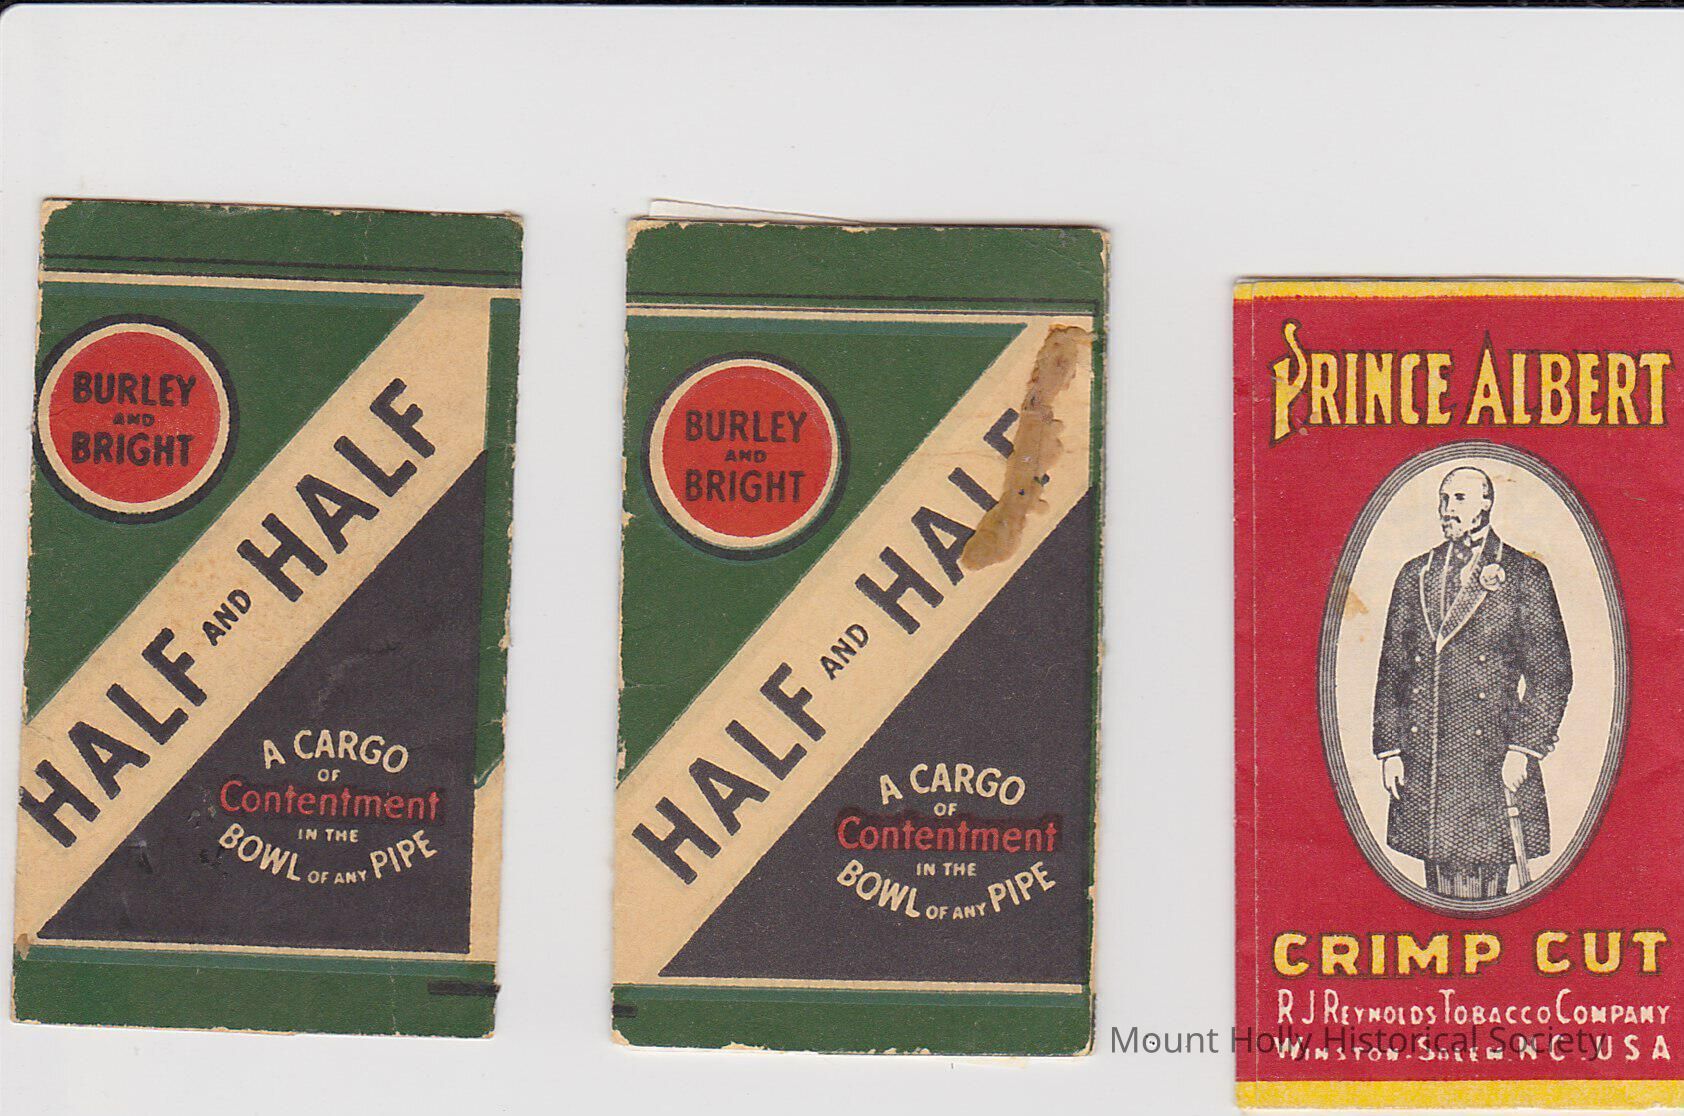 BURLEY
AND
BRIGHT
HALF AND HALF
A CARGO
OF
Contentment
IN THE
BOWL OF ANY PIPE
BURLEY
AND
BRIGHT
HALF AND HALF
A CARGO
OF
Contentment
IN THE
BOWL OF ANY PIPE
PRINCE ALBERT
CRIMP CUT
R J REYNOLDS TOBACCO COMPANY
WINSTON-SALEM N C U S A
Mount Holly Historical Society